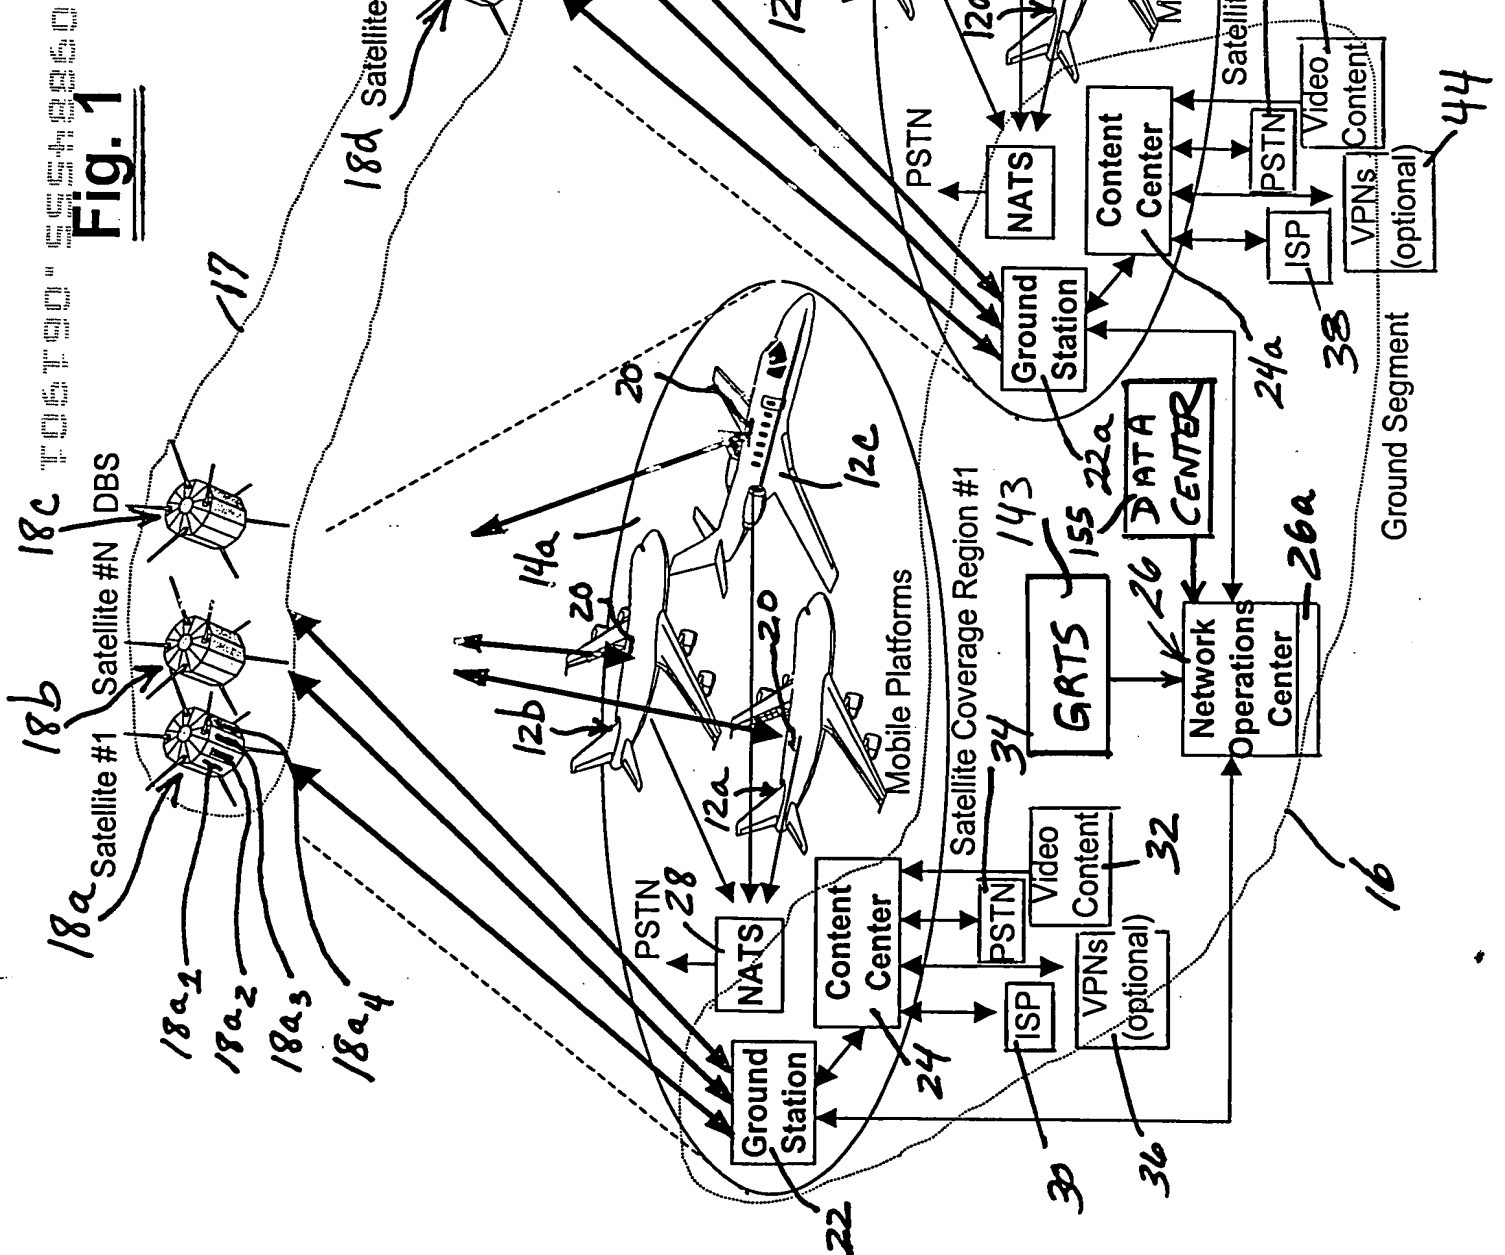 Fig. 1
17
18c
18b
18a
18d
Satellite #1
Satellite #N
DBS
Satellite
18a1
18a2
18a3
18a4
14a
20
20
20
12b
12c
12a
Mobile Platforms
Satellite Coverage Region #1
PSTN
28
NATS
Ground
Station
22
Content
Center
24
34
PSTN
Video
Content
32
ISP
30
VPNs
(optional)
36
GRTS
143
155
DATA
CENTER
26
Network
Operations
Center
26a
16
Ground Segment
PSTN
NATS
Ground
Station
22a
Content
Center
24a
PSTN
Video
Content
ISP
38
VPNs
(optional)
44
Satellit